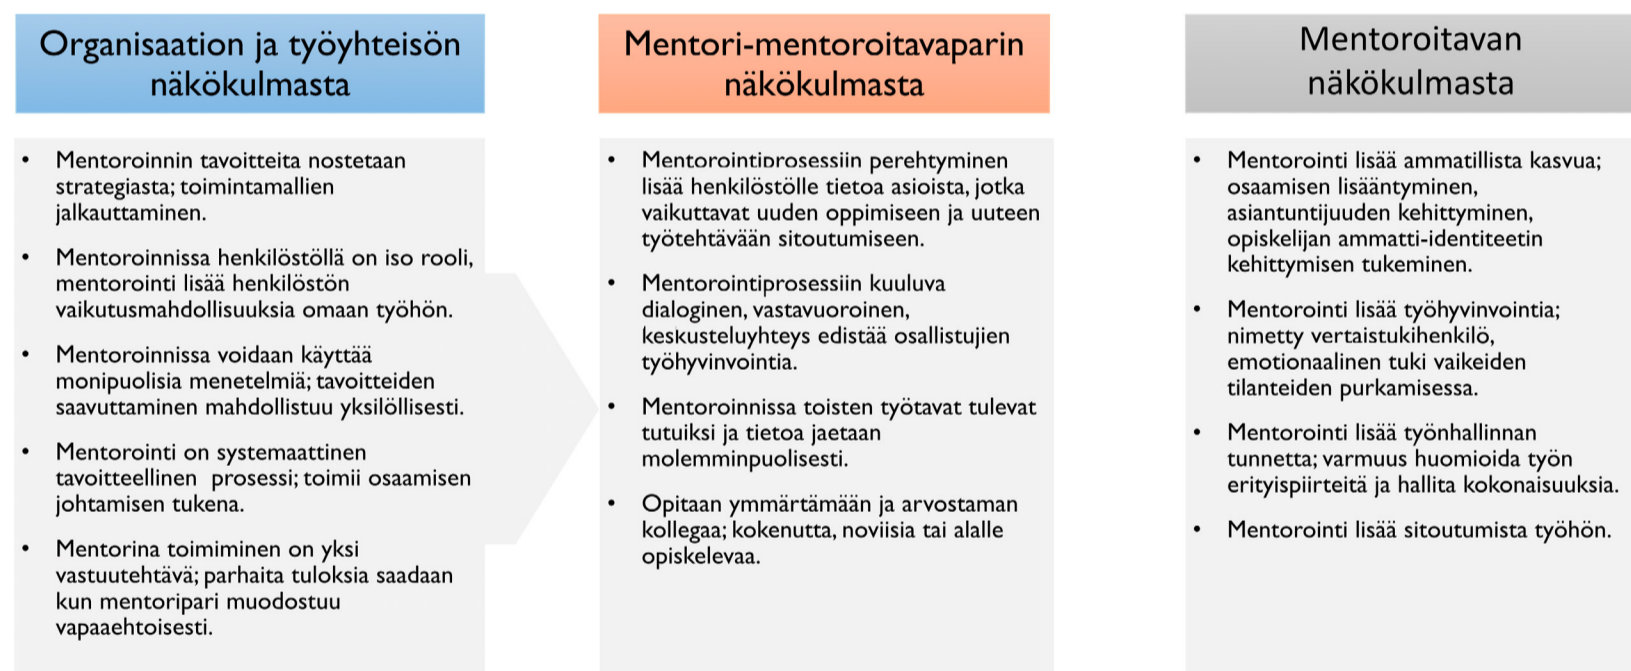 Organisaation ja työyhteisön
näkökulmasta
• Mentoroinnin tavoitteita nostetaan
strategiasta; toimintamallien
jalkauttaminen.
• Mentoroinnissa henkilöstöllä on iso rooli,
mentorointi lisää henkilöstön
vaikutusmahdollisuuksia omaan työhön.
• Mentoroinnissa voidaan käyttää
monipuolisia menetelmiä; tavoitteiden
saavuttaminen mahdollistuu yksilöllisesti.
• Mentorointi on systemaattinen
tavoitteellinen prosessi; toimii osaamisen
johtamisen tukena.
• Mentorina toimiminen on yksi
vastuutehtävä; parhaita tuloksia saadaan
kun mentoripari muodostuu
vapaaehtoisesti.
Mentori-mentoroitavaparin
näkökulmasta
• Mentorointiprosessiin perehtyminen
lisää henkilöstölle tietoa asioista, jotka
vaikuttavat uuden oppimiseen ja uuteen
työtehtävään sitoutumiseen.
• Mentorointiprosessiin kuuluva
dialoginen, vastavuoroinen,
keskusteluyhteys edistää osallistujien
työhyvinvointia.
• Mentoroinnissa toisten työtavat tulevat
tutuiksi ja tietoa jaetaan
molemminpuolisesti.
• Opitaan ymmärtämään ja arvostaman
kollegaa; kokenutta, noviisia tai alalle
opiskelevaa.
Mentoroitavan
näkökulmasta
• Mentorointi lisää ammatillista kasvua;
osaamisen lisääntyminen,
asiantuntijuuden kehittyminen,
opiskelijan ammatti-identiteetin
kehittymisen tukeminen.
• Mentorointi lisää työhyvinvointia;
nimetty vertaistukihenkilö,
emotionaalinen tuki vaikeiden
tilanteiden purkamisessa.
• Mentorointi lisää työnhallinnan
tunnetta; varmuus huomioida työn
erityispiirteitä ja hallita kokonaisuuksia.
• Mentorointi lisää sitoutumista työhön.